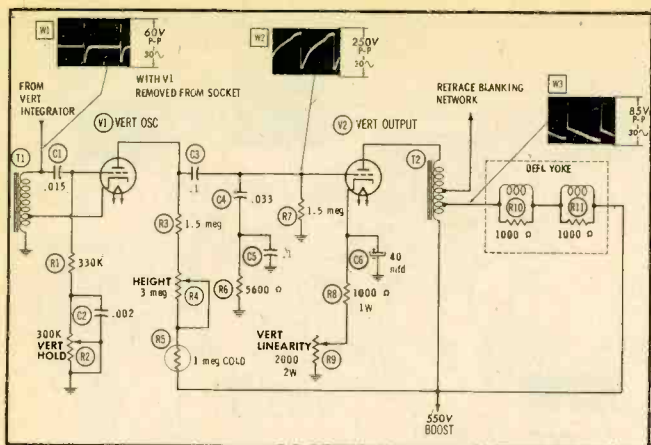 W1
60V
P-P
30~
W2
250V
P-P
30~
FROM
VERT
INTEGRATOR
WITH V1
REMOVED FROM SOCKET
RETRACE BLANKING
NETWORK
W3
85V
P-P
30~
V1 VERT OSC
V2 VERT OUTPUT
T1
C1
.015
C3
.1
C4
.033
R7
1.5 meg
T2
DEFL YOKE
R10
1000 Ω
R11
1000 Ω
R3
1.5 meg
R1
330K
C5
R6
5600 Ω
C6
40
mfd
HEIGHT
3 meg
R4
R8
1000 Ω
1W
C2
.002
300K
VERT
HOLD
R2
R5
1 meg COLD
VERT
LINEARITY
2000
2W
R9
550V
BOOST